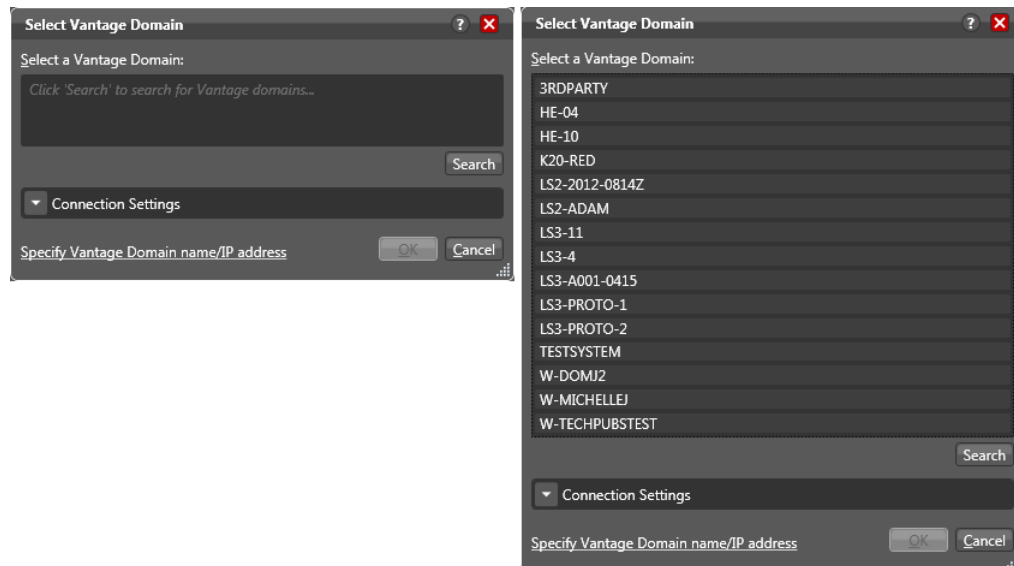 Select Vantage Domain
?
Select a Vantage Domain:
Click 'Search' to search for Vantage domains...
Search
Connection Settings
Specify Vantage Domain name/IP address
OK
Cancel
Select Vantage Domain
?
Select a Vantage Domain:
3RDPARTY
HE-04
HE-10
K20-RED
LS2-2012-0814Z
LS2-ADAM
LS3-11
LS3-4
LS3-A001-0415
LS3-PROTO-1
LS3-PROTO-2
TESTSYSTEM
W-DOMJ2
W-MICHELLEJ
W-TECHPUBSTEST
Search
Connection Settings
Specify Vantage Domain name/IP address
OK
Cancel